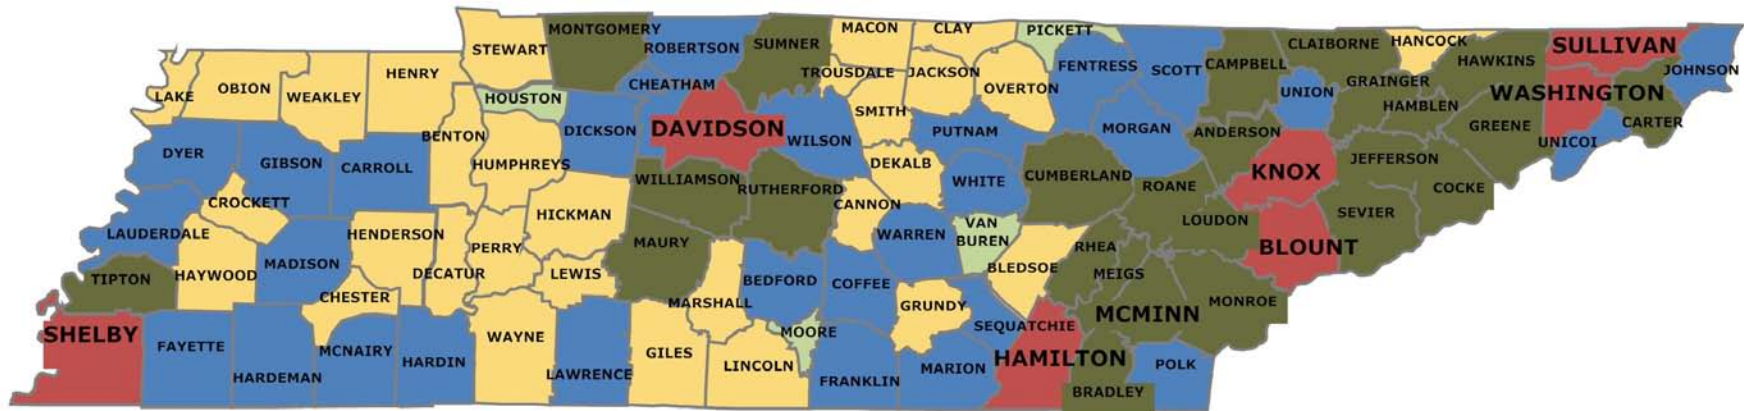 STEWART
MONTGOMERY
ROBERTSON
SUMNER
MACON
CLAY
PICKETT
CLAIBORNE
HANCOCK
SULLIVAN
JOHNSON
HAWKINS
HENRY
OBION
LAKE
WEAKLEY
HOUSTON
CHEATHAM
TROUSDALE
JACKSON
OVERTON
FENTRESS
SCOTT
CAMPBELL
UNION
GRAINGER
HAMBLEN
WASHINGTON
CARTER
GREENE
UNICOI
BENTON
DICKSON
DAVIDSON
WILSON
SMITH
PUTNAM
MORGAN
ANDERSON
DYER
GIBSON
CARROLL
HUMPHREYS
DEKALB
WHITE
CUMBERLAND
KNOX
JEFFERSON
COCKE
CROCKETT
WILLIAMSON
RUTHERFORD
CANNON
ROANE
LOUDON
SEVIER
HICKMAN
LAUDERDALE
HENDERSON
PERRY
MAURY
WARREN
VAN
BUREN
RHEA
BLOUNT
TIPTON
HAYWOOD
MADISON
DECATUR
LEWIS
BEDFORD
COFFEE
BLEDSOE
MEIGS
CHESTER
MARSHALL
GRUNDY
MCMINN
MONROE
SHELBY
FAYETTE
HARDEMAN
MCNAIRY
HARDIN
WAYNE
LAWRENCE
GILES
LINCOLN
MOORE
FRANKLIN
MARION
SEQUATCHIE
HAMILTON
BRADLEY
POLK